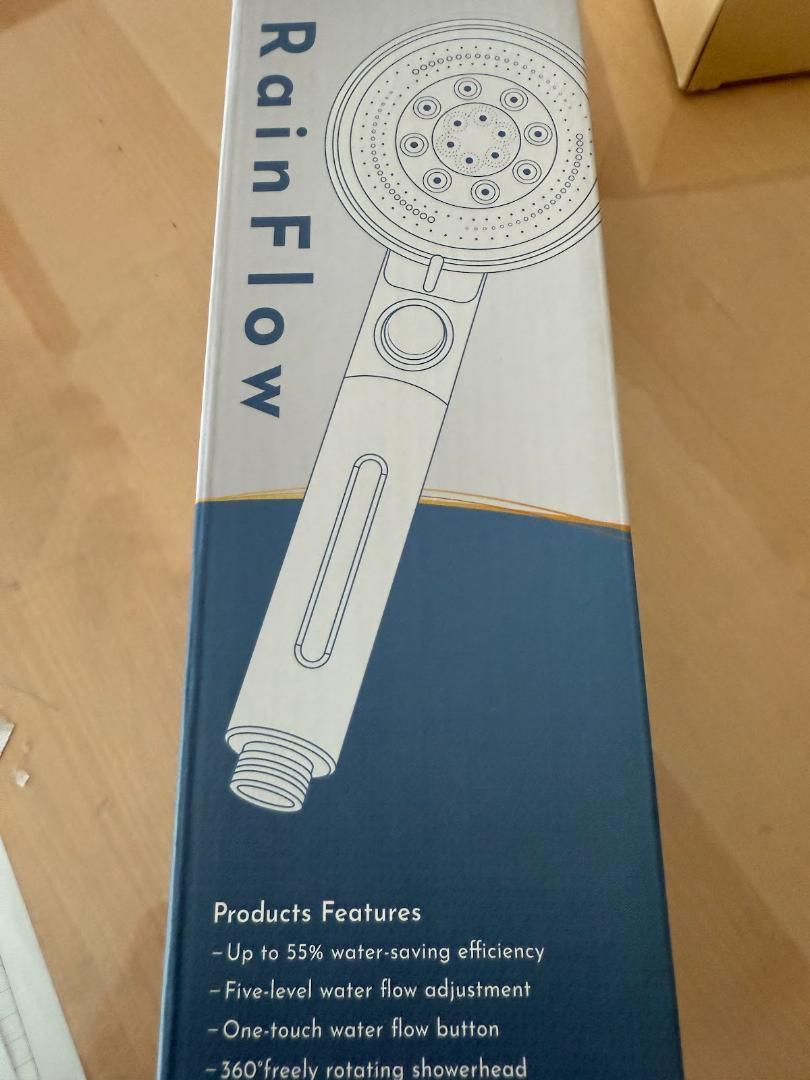 RainFlow
Products Features
–Up to 55% water-saving efficiency
–Five-level water flow adjustment
–One-touch water flow button
–360°freely rotating showerhead